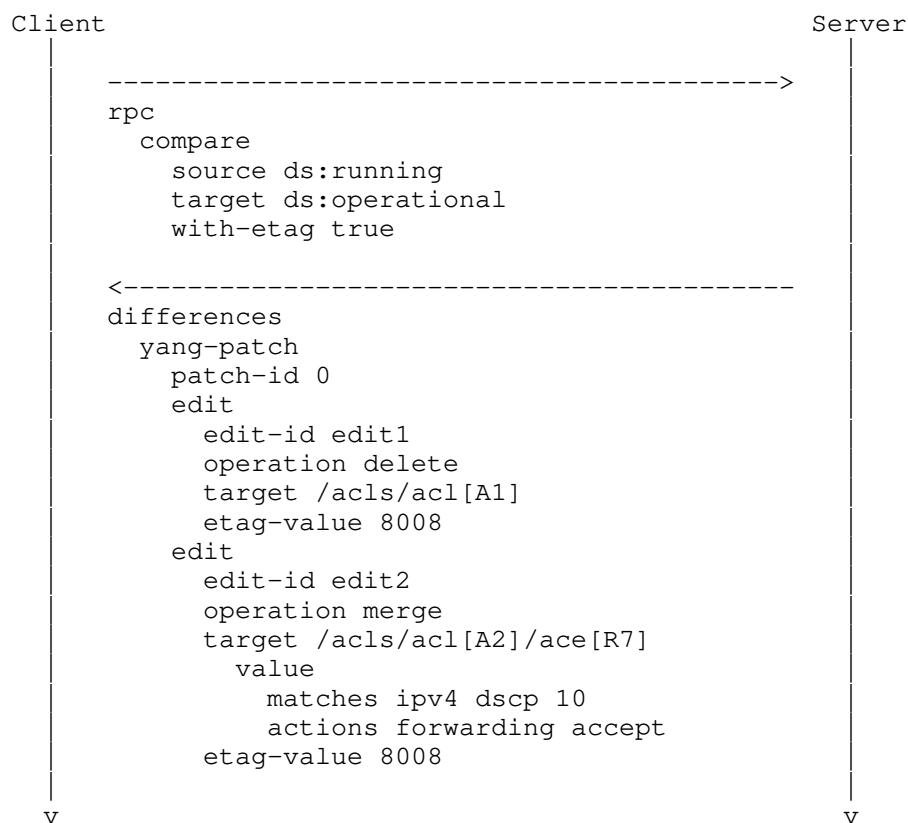 Client Server
------------------------------------------>
rpc
compare
source ds:running
target ds:operational
with-etag true
<------------------------------------------
differences
yang-patch
patch-id 0
edit
edit-id edit1
operation delete
target /acls/acl[A1]
etag-value 8008
edit
edit-id edit2
operation merge
target /acls/acl[A2]/ace[R7]
value
matches ipv4 dscp 10
actions forwarding accept
etag-value 8008
v v